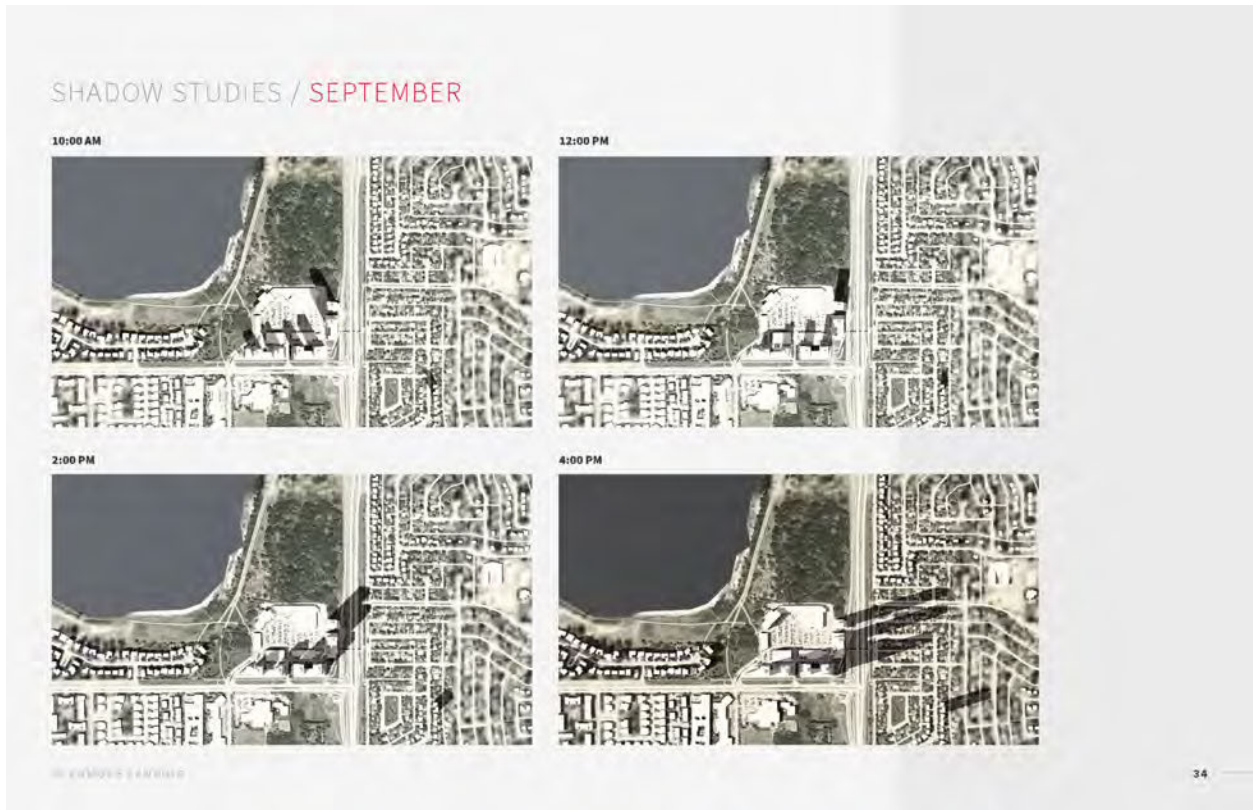 SHADOW STUDIES / SEPTEMBER
10:00 AM
12:00 PM
2:00 PM
4:00 PM
34